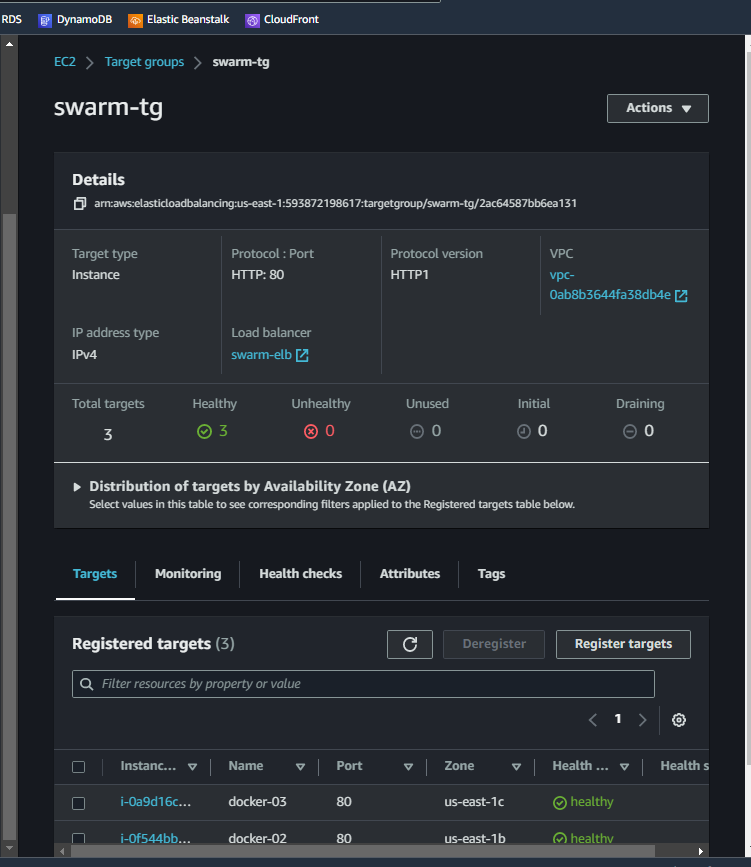 RDS DynamoDB Elastic Beanstalk CloudFront
EC2 Target groups swarm-tg
swarm-tg
Actions
Details
arn:aws:elasticloadbalancing:us-east-1:593872198617:targetgroup/swarm-tg/2ac64587bb6ea131
Target type Protocol : Port Protocol version VPC
Instance HTTP: 80 HTTP1 vpc-
0ab8b3644fa38db4e
IP address type Load balancer
IPv4 swarm-elb
Total targets Healthy Unhealthy Unused Initial Draining
3 3 0 0 0 0
Distribution of targets by Availability Zone (AZ)
Select values in this table to see corresponding filters applied to the Registered targets table below.
Targets Monitoring Health checks Attributes Tags
Registered targets (3) Deregister Register targets
Filter resources by property or value
1
Instanc... Name Port Zone Health ... Health s
i-0a9d16c... docker-03 80 us-east-1c healthy
i-0f544bb... docker-02 80 us-east-1b healthy